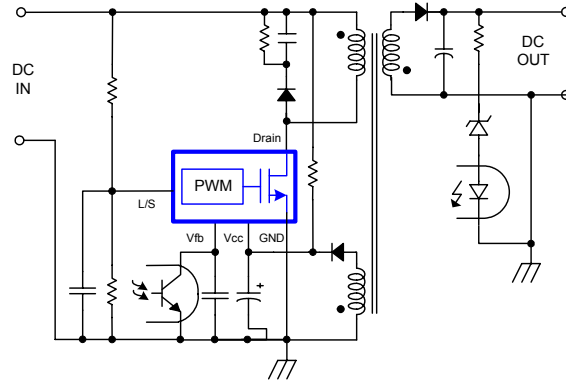 DC
IN
DC
OUT
Drain
PWM
L/S
Vfb
Vcc
GND
+